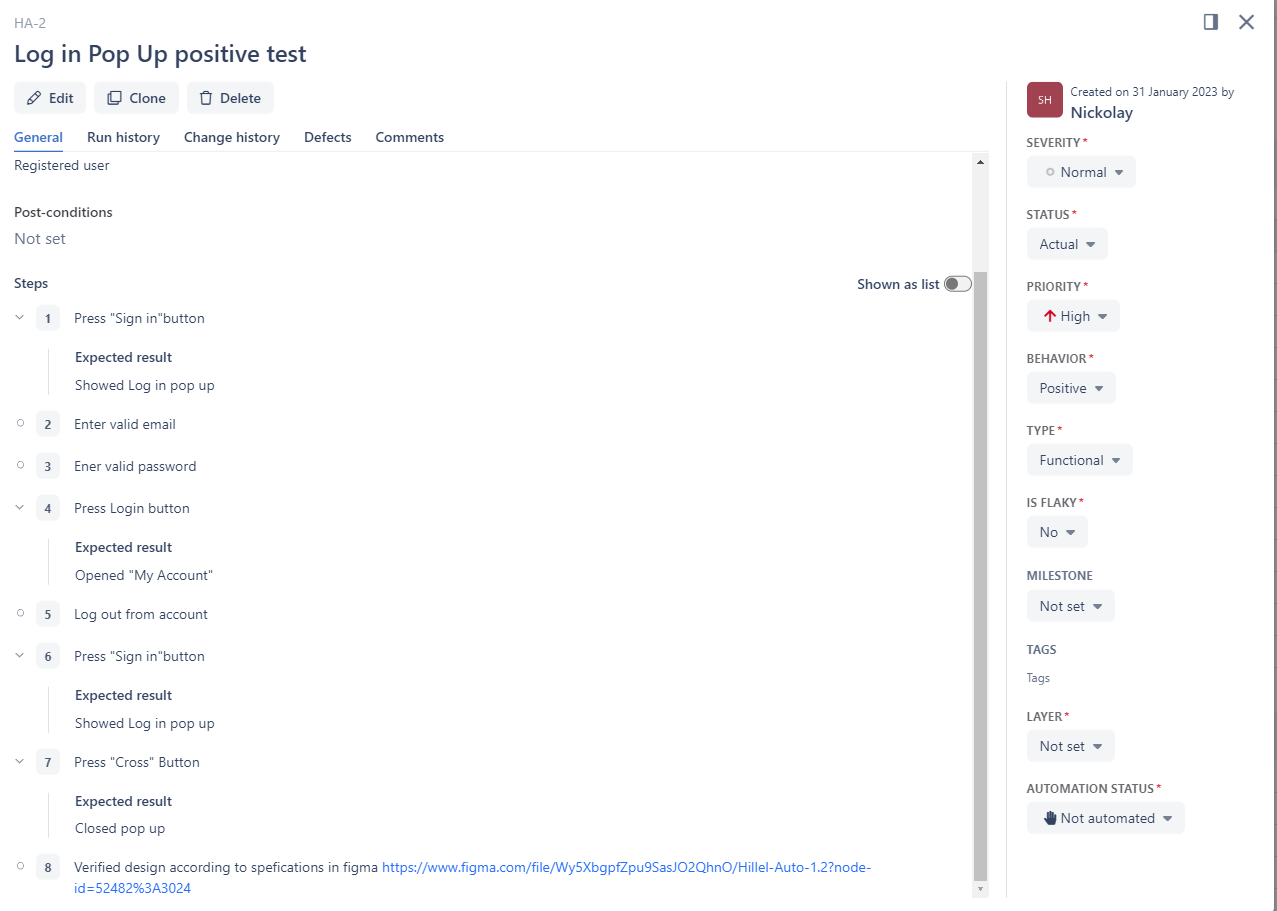 HA-2
Log in Pop Up positive test
Edit
Clone
Delete
General
Run history
Change history
Defects
Comments
Registered user
Post-conditions
Not set
Steps
Shown as list
1 Press "Sign in"button
Expected result
Showed Log in pop up
2 Enter valid email
3 Ener valid password
4 Press Login button
Expected result
Opened "My Account"
5 Log out from account
6 Press "Sign in"button
Expected result
Showed Log in pop up
7 Press "Cross" Button
Expected result
Closed pop up
8 Verified design according to spefications in figma https://www.figma.com/file/Wy5XbgpfZpu9SasJO2QhnO/Hillel-Auto-1.2?node-
id=52482%3A3024
SH
Created on 31 January 2023 by
Nickolay
SEVERITY*
Normal
STATUS*
Actual
PRIORITY*
High
BEHAVIOR*
Positive
TYPE*
Functional
IS FLAKY*
No
MILESTONE
Not set
TAGS
Tags
LAYER*
Not set
AUTOMATION STATUS*
Not automated